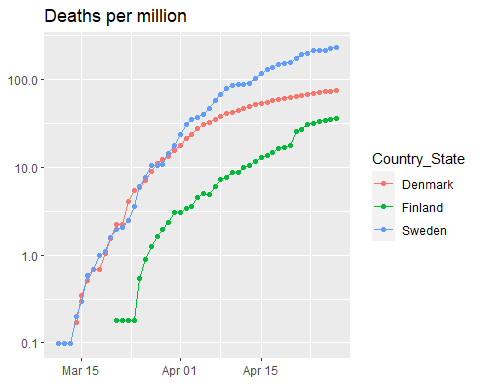 Deaths per million
100.0
10.0
1.0
0.1
Mar 15
Apr 01
Apr 15
Country_State
Denmark
Finland
Sweden